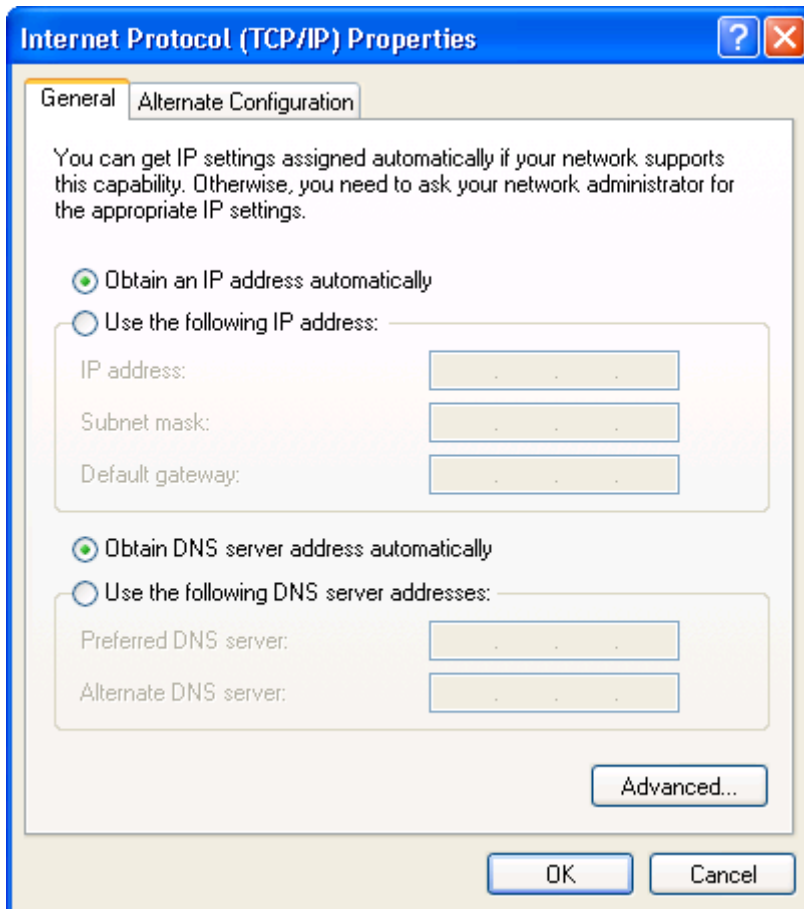 Internet Protocol (TCP/IP) Properties
General
Alternate Configuration
You can get IP settings assigned automatically if your network supports
this capability. Otherwise, you need to ask your network administrator for
the appropriate IP settings.
Obtain an IP address automatically
Use the following IP address:
IP address:
Subnet mask:
Default gateway:
Obtain DNS server address automatically
Use the following DNS server addresses:
Preferred DNS server:
Alternate DNS server:
Advanced...
OK
Cancel